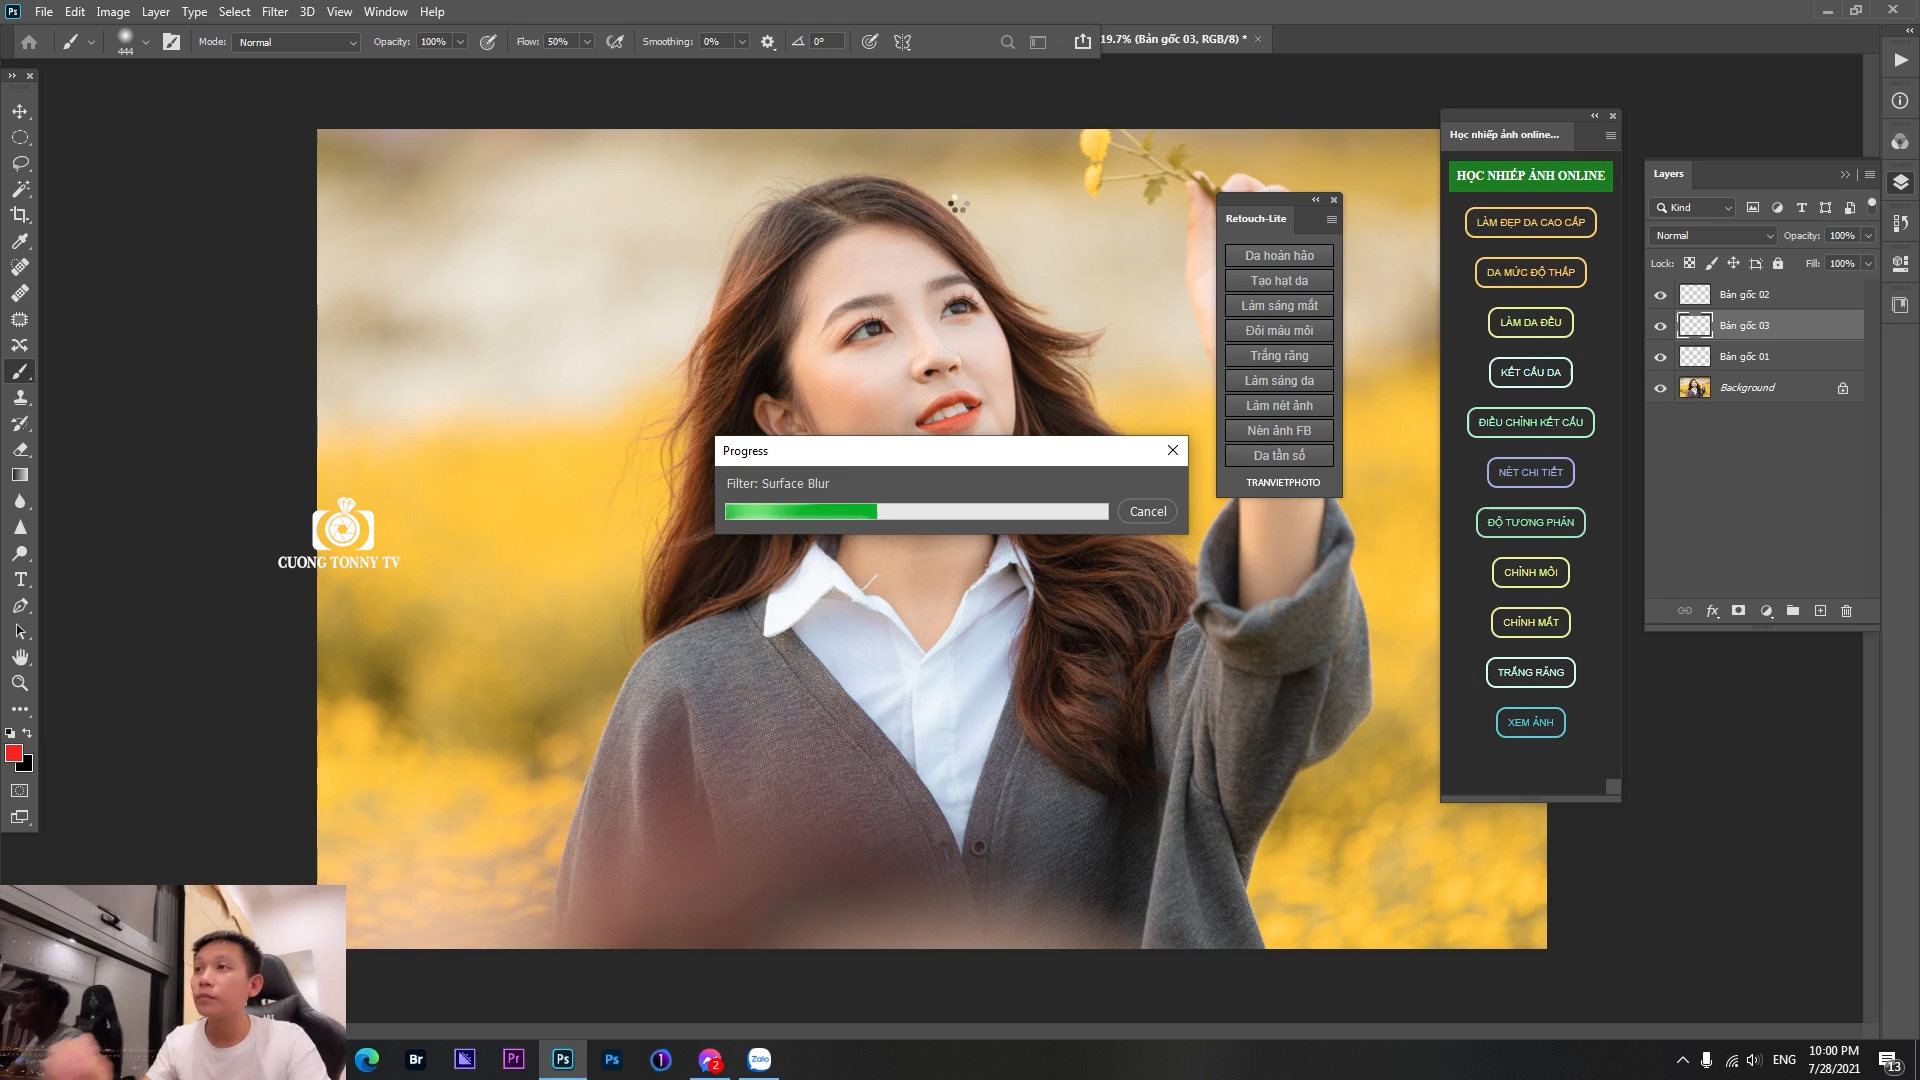 Ps File Edit Image Layer Type Select Filter 3D View Window Help
444 Mode: Normal Opacity: 100% Flow: 50% Smoothing: 0% 0° 19.7% (Bản gốc 03, RGB/8) * ×
Học nhiếp ảnh online...
HỌC NHIẾP ẢNH ONLINE
LÀM ĐẸP DA CAO CẤP
DA MỨC ĐỘ THẤP
LÀM DA ĐỀU
KẾT CẤU DA
ĐIỀU CHỈNH KẾT CẤU
NÉT CHI TIẾT
ĐỘ TƯƠNG PHẢN
CHỈNH MÔI
CHỈNH MẮT
TRẮNG RĂNG
XEM ẢNH
Retouch-Lite
Da hoàn hảo
Tạo hạt da
Làm sáng mắt
Đổi màu môi
Trắng răng
Làm sáng da
Làm nét ảnh
Nén ảnh FB
Da tần số
TRANVIETPHOTO
Layers
Kind
Normal Opacity: 100%
Lock: Fill: 100%
Bản gốc 02
Bản gốc 03
Bản gốc 01
Background
fx
Progress
Filter: Surface Blur
Cancel
CUONG TONNY TV
Br Pr Ps Ps 2 Zalo
ENG
10:00 PM
7/28/2021
13